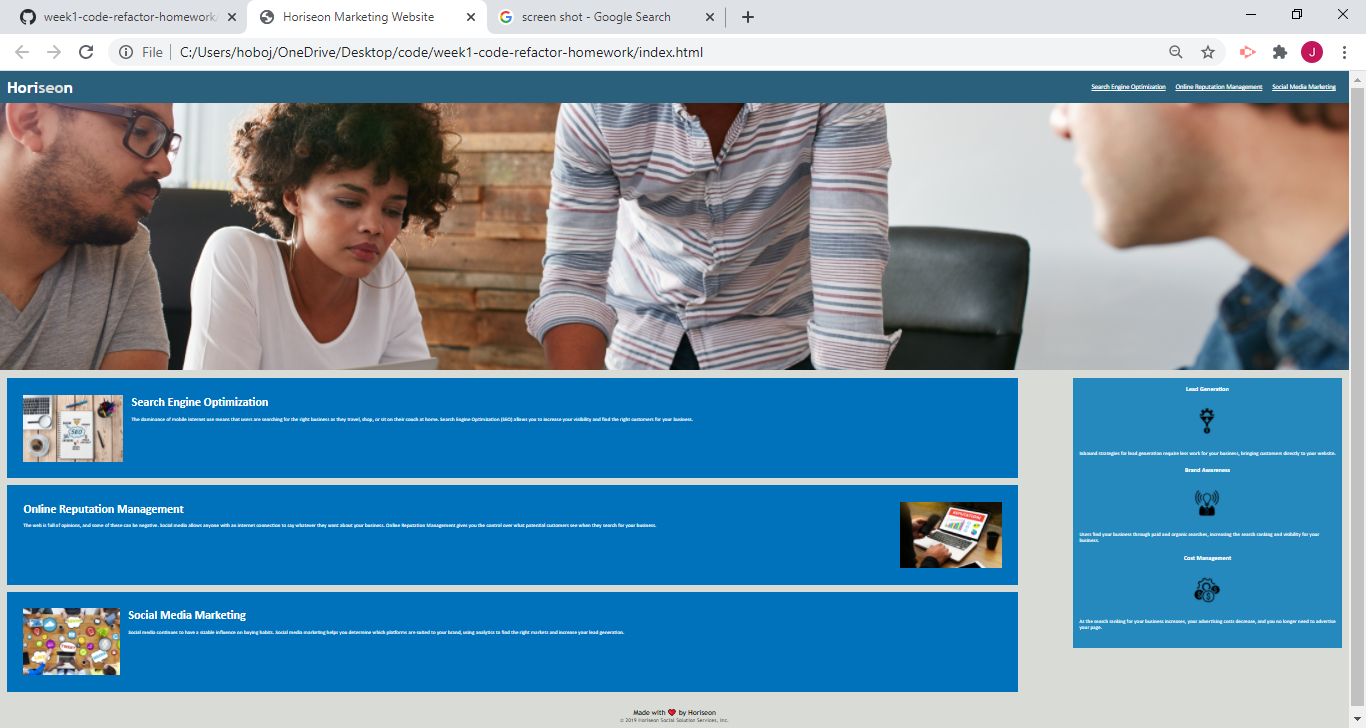 week1-code-refactor-homework
Horiseon Marketing Website
screen shot - Google Search
File
C:/Users/hoboj/OneDrive/Desktop/code/week1-code-refactor-homework/index.html
J
Horiseon
Search Engine Optimization
Online Reputation Management
Social Media Marketing
SEO
Search Engine Optimization
The dominance of mobile internet use means that users are searching for the right business as they travel, shop, or sit on their couch at home. Search Engine Optimization (SEO) allows you to increase your visibility and find the right customers for your business.
Online Reputation Management
The web is full of opinions, and some of these can be negative. Social media allows anyone with an internet connection to say whatever they want about your business. Online Reputation Management gives you the control over what potential customers see when they search for your business.
REPUTATION
Social Media Marketing
Social media continues to have a sizable influence on buying habits. Social media marketing helps you determine which platforms are suited to your brand, using analytics to find the right markets and increase your lead generation.
Lead Generation
Inbound strategies for lead generation require less work for your business, bringing customers directly to your website.
Brand Awareness
Users find your business through paid and organic searches, increasing the search ranking and visibility for your
business.
Cost Management
As the search ranking for your business increases, your advertising costs decrease, and you no longer need to advertise
your page.
Made with ❤️ by Horiseon
© 2019 Horiseon Social Solution Services, Inc.